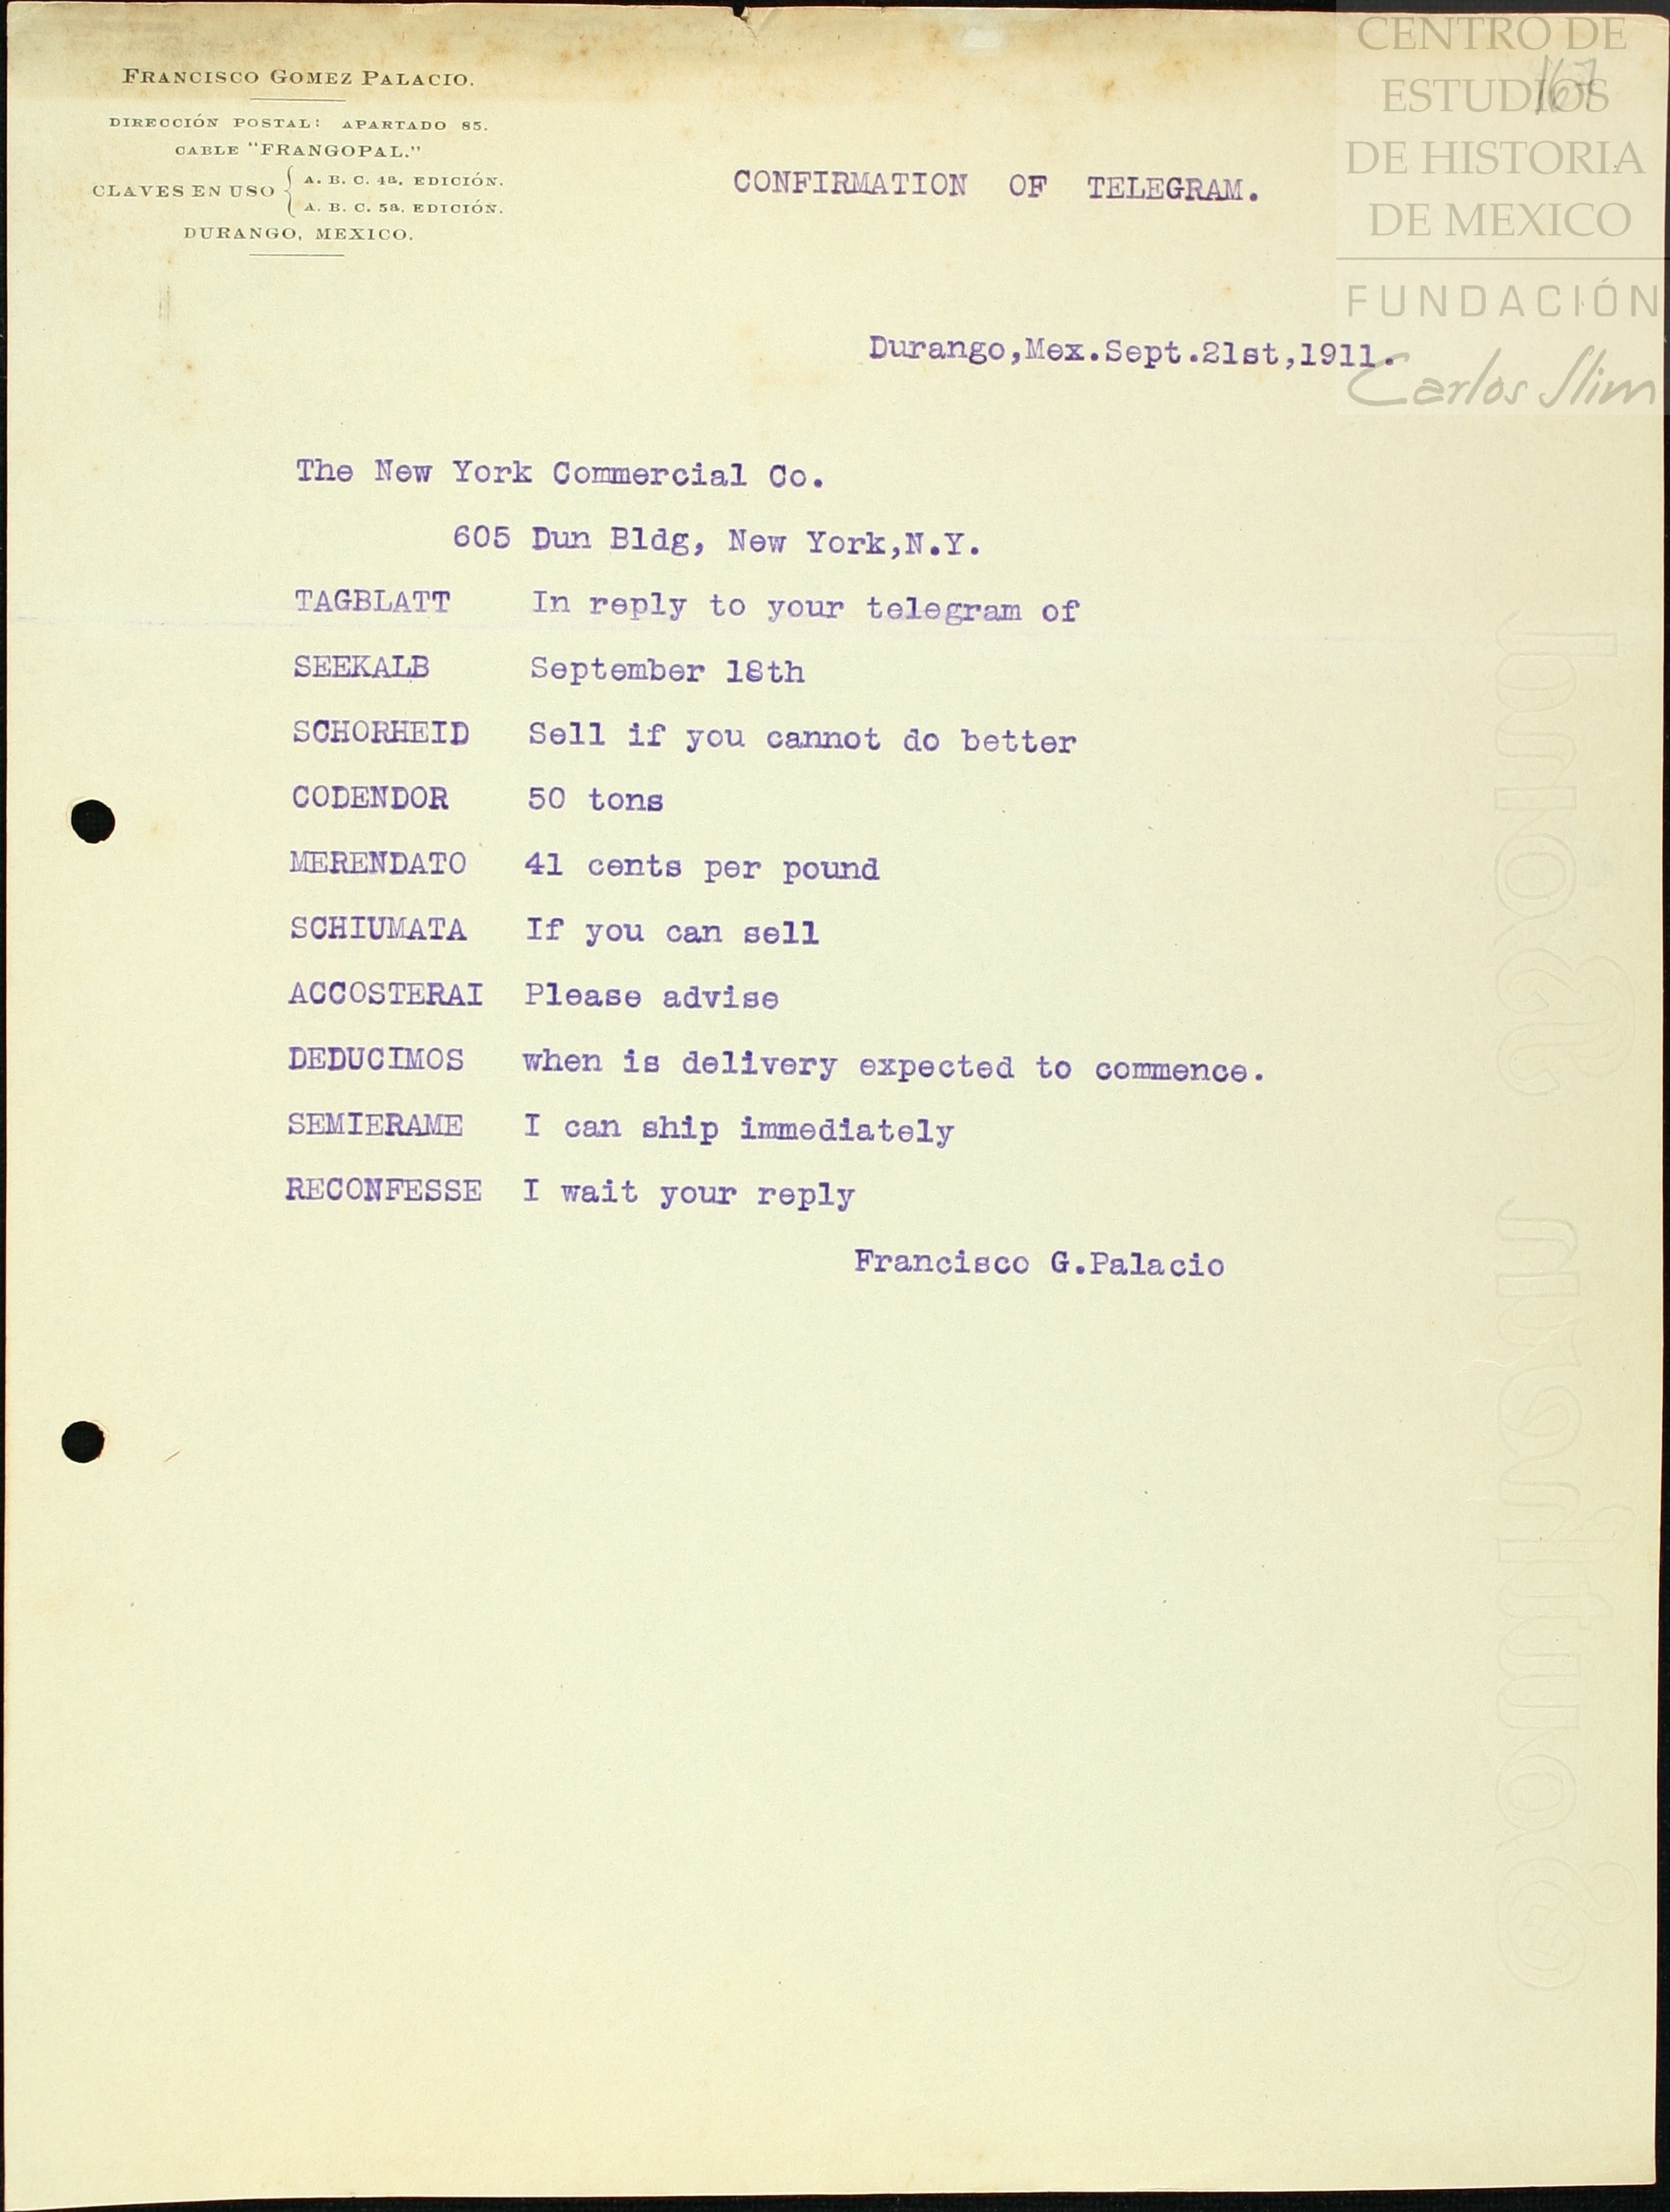 FRANCISCO GOMEZ PALACIO.
DIRECCIÓN POSTAL: APARTADO 85.
CABLE "FRANGOPAL."
CLAVES EN USO { A. B. C. 4a. EDICIÓN.
A. B. C. 5a. EDICIÓN.
DURANGO, MEXICO.
CENTRO DE
ESTUDIOS
DE HISTORIA
DE MEXICO
FUNDACIÓN
Carlos Slim
167
CONFIRMATION OF TELEGRAM.
Durango,Mex.Sept.21st,1911.
The New York Commercial Co.
605 Dun Bldg, New York,N.Y.
TAGBLATT In reply to your telegram of
SEEKALB September 18th
SCHORHEID Sell if you cannot do better
CODENDOR 50 tons
MERENDATO 41 cents per pound
SCHIUMATA If you can sell
ACCOSTERAI Please advise
DEDUCIMOS when is delivery expected to commence.
SEMIERAME I can ship immediately
RECONFESSE I wait your reply
Francisco G.Palacio